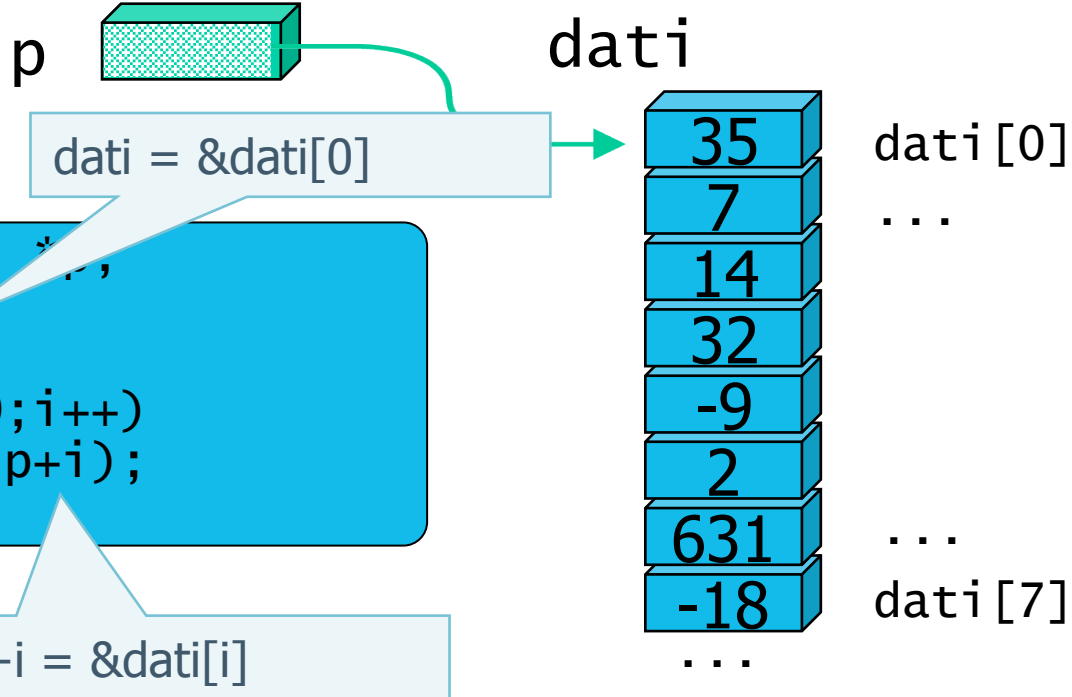 p
dati
dati = &dati[0]
35 dati[0]
7 ...
14
32
-9
2
631 ...
-18 dati[7]
...
*p;
;i++)
p+i);
i = &dati[i]